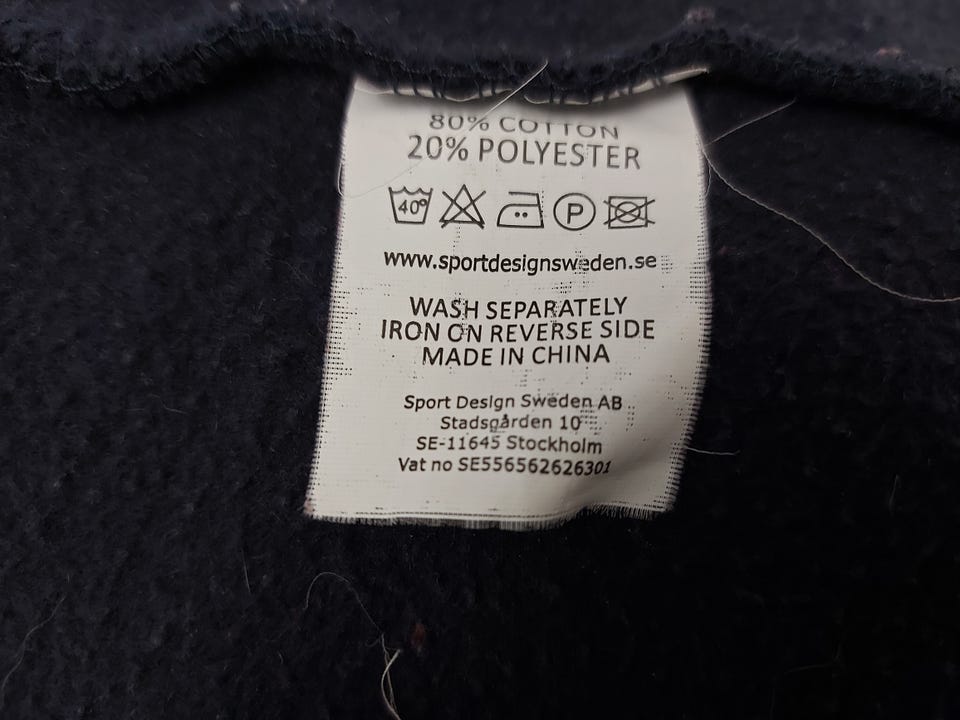 80% COTTON
20% POLYESTER
40° P
www.sportdesignsweden.se
WASH SEPARATELY
IRON ON REVERSE SIDE
MADE IN CHINA
Sport Design Sweden AB
Stadsgården 10
SE-11645 Stockholm
Vat no SE556562626301